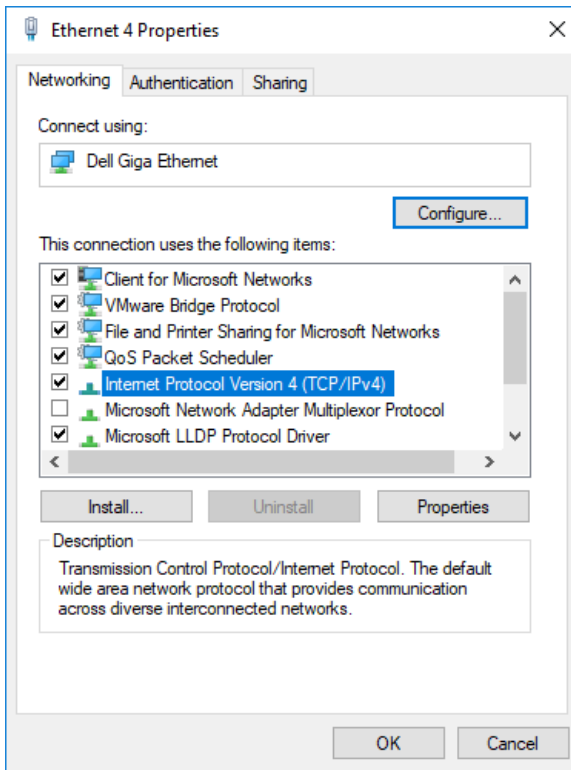 Ethernet 4 Properties
Networking Authentication Sharing
Connect using:
Dell Giga Ethernet
Configure...
This connection uses the following items:
Client for Microsoft Networks
VMware Bridge Protocol
File and Printer Sharing for Microsoft Networks
QoS Packet Scheduler
Internet Protocol Version 4 (TCP/IPv4)
Microsoft Network Adapter Multiplexor Protocol
Microsoft LLDP Protocol Driver
Install... Uninstall Properties
Description
Transmission Control Protocol/Internet Protocol. The default
wide area network protocol that provides communication
across diverse interconnected networks.
OK Cancel